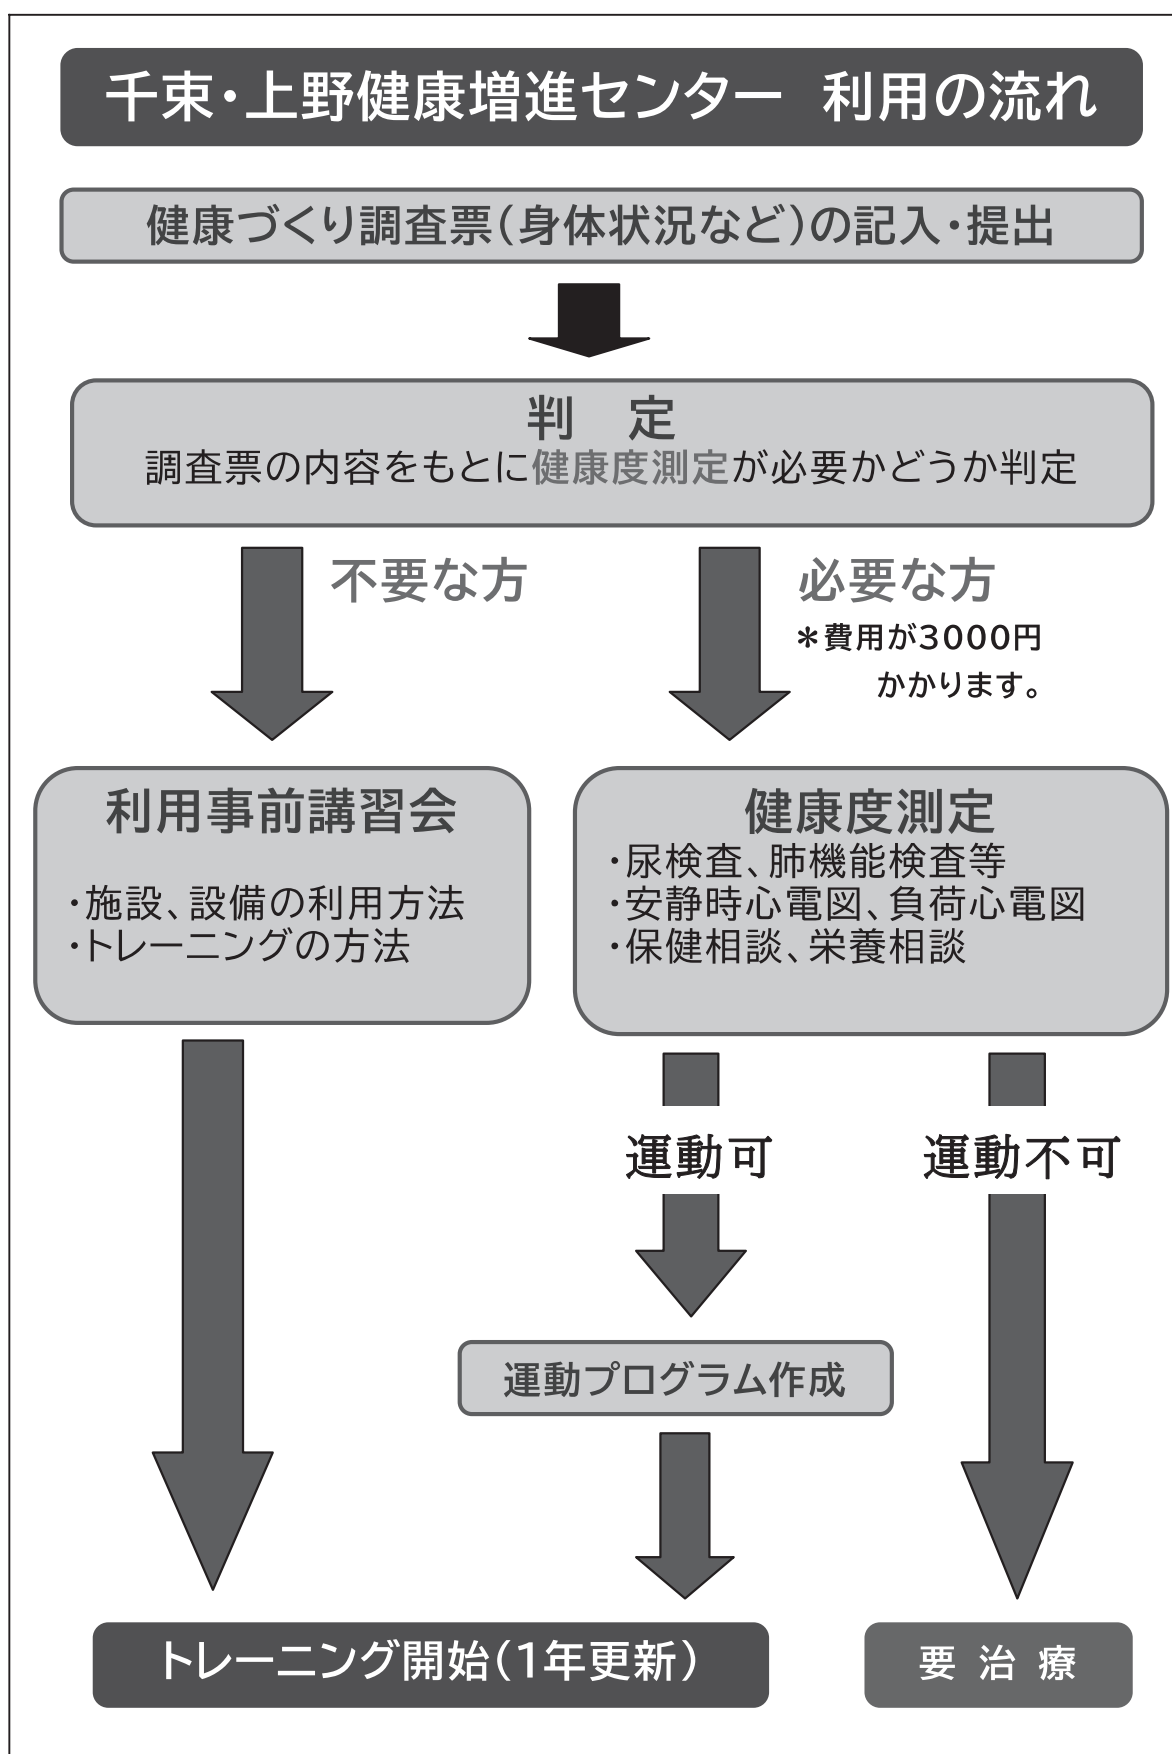 千束・上野健康増進センター　利用の流れ
健康づくり調査票(身体状況など)の記入・提出
判　定
調査票の内容をもとに健康度測定が必要かどうか判定
不要な方
必要な方
＊費用が3000円
かかります。
利用事前講習会
・施設、設備の利用方法
・トレーニングの方法
健康度測定
・尿検査、肺機能検査等
・安静時心電図、負荷心電図
・保健相談、栄養相談
運動可
運動不可
運動プログラム作成
トレーニング開始(1年更新)
要 治 療